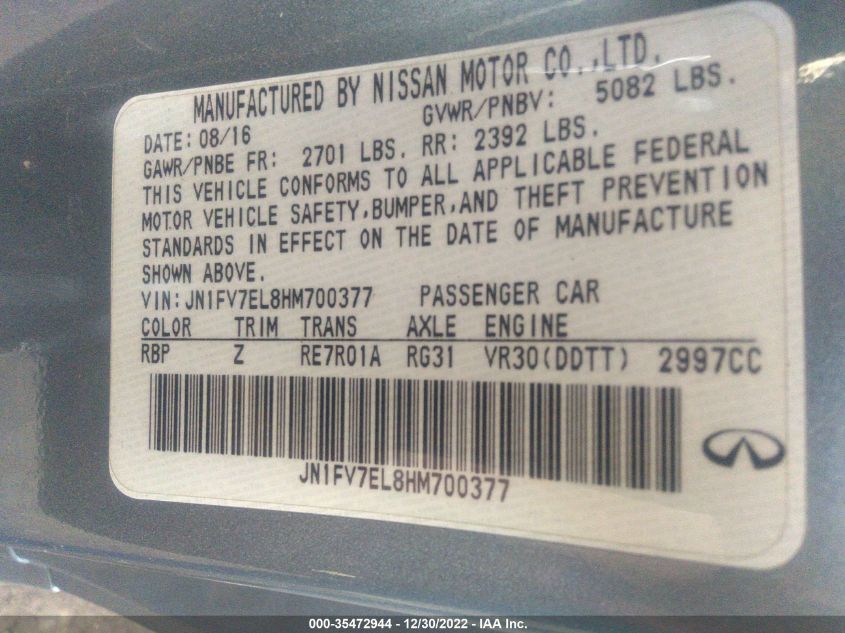 MANUFACTURED BY NISSAN MOTOR CO.,LTD.
DATE: 08/16 GVWR/PNBV: 5082 LBS.
GAWR/PNBE FR: 2701 LBS. RR: 2392 LBS.
THIS VEHICLE CONFORMS TO ALL APPLICABLE FEDERAL
MOTOR VEHICLE SAFETY,BUMPER,AND THEFT PREVENTION
STANDARDS IN EFFECT ON THE DATE OF MANUFACTURE
SHOWN ABOVE.
VIN:JN1FV7EL8HM700377 PASSENGER CAR
COLOR TRIM TRANS AXLE ENGINE
RBP Z RE7R01A RG31 VR30(DDTT) 2997CC
JN1FV7EL8HM700377
000-35472944 - 12/30/2022 - IAA Inc.